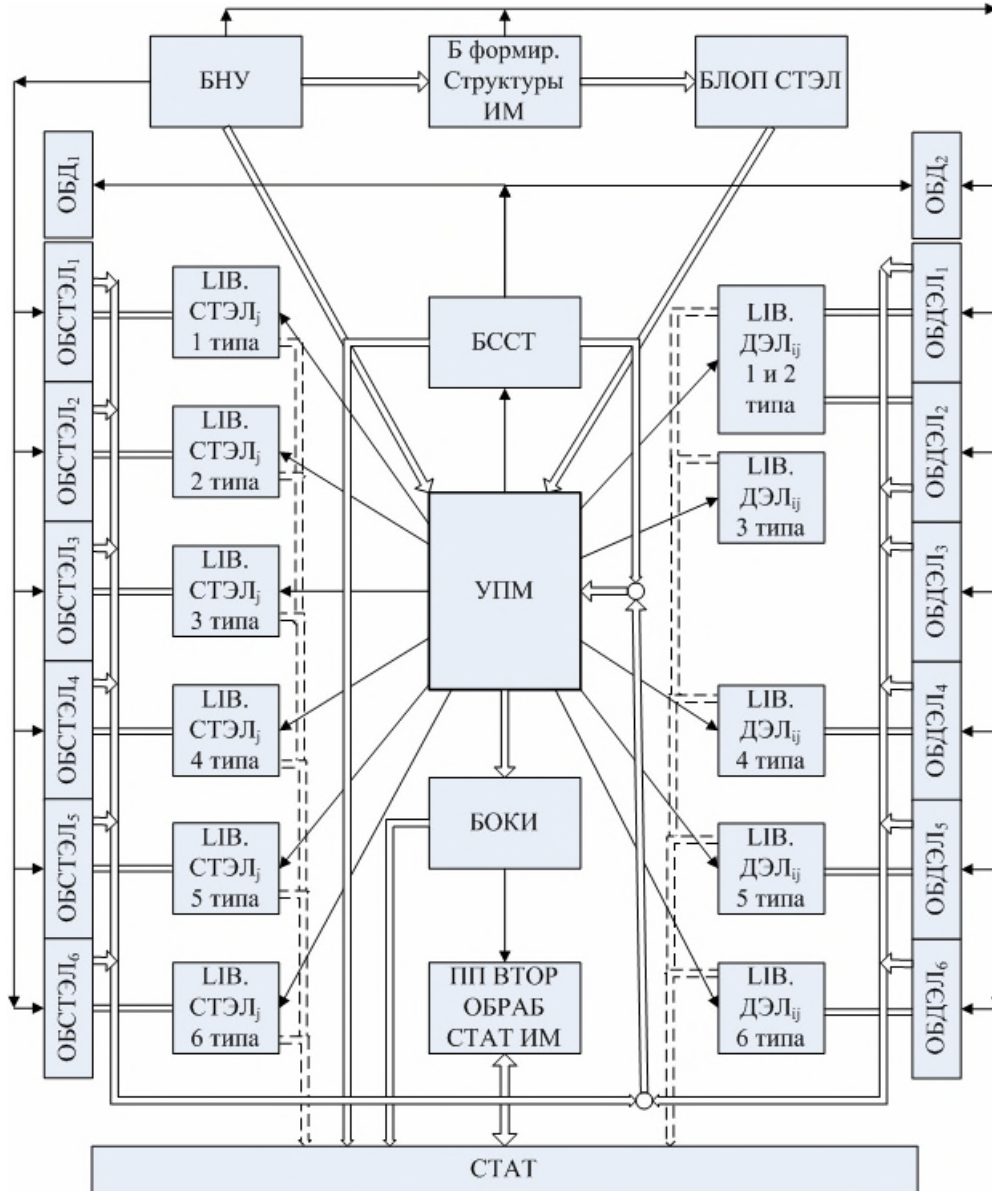 БНУ
Б формир.
Структуры
ИМ
БЛОП СТЭЛ
ОБД₁
ОБД₂
ОБСТЭЛ₁
ОБСТЭЛ₂
ОБСТЭЛ₃
ОБСТЭЛ₄
ОБСТЭЛ₅
ОБСТЭЛ₆
LIB.
СТЭЛj
1 типа
LIB.
СТЭЛj
2 типа
LIB.
СТЭЛj
3 типа
LIB.
СТЭЛj
4 типа
LIB.
СТЭЛj
5 типа
LIB.
СТЭЛj
6 типа
БССТ
УПМ
БОКИ
ПП ВТОР
ОБРАБ
СТАТ ИМ
LIB.
ДЭЛij
1 и 2
типа
LIB.
ДЭЛij
3 типа
LIB.
ДЭЛij
4 типа
LIB.
ДЭЛij
5 типа
LIB.
ДЭЛij
6 типа
ОБДЭЛ₁
ОБДЭЛ₂
ОБДЭЛ₃
ОБДЭЛ₄
ОБДЭЛ₅
ОБДЭЛ₆
СТАТ